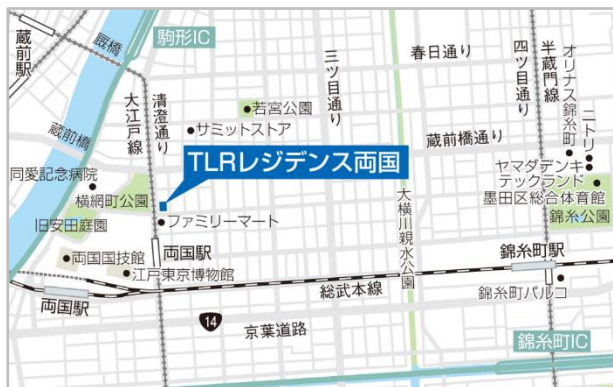 駒形IC
厩橋
蔵前駅
大江戸線
清澄通り
三ツ目通り
春日通り
四ツ目通り
半蔵門線
オリナス錦糸町
ニトリ
若宮公園
サミットストア
蔵前橋
蔵前橋通り
TLRレジデンス両国
ヤマダデンキ
テックランド
同愛記念病院
横網町公園
墨田区総合体育館
旧安田庭園
ファミリーマート
大横川親水公園
錦糸公園
両国国技館
両国駅
江戸東京博物館
錦糸町駅
総武本線
両国駅
錦糸町パルコ
14
京葉道路
錦糸町IC